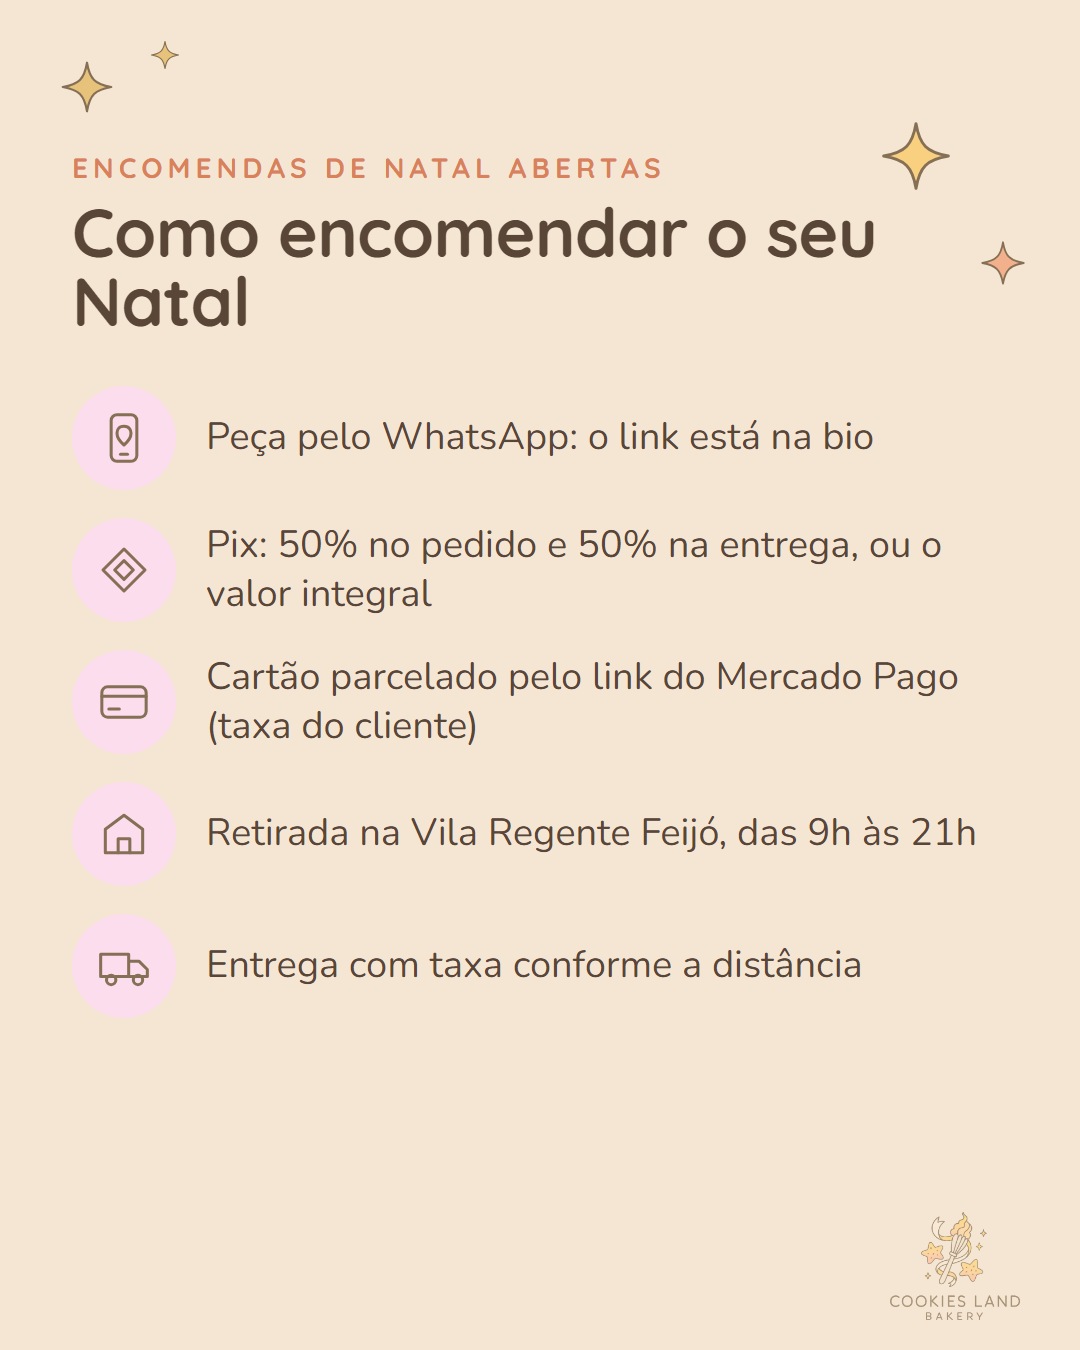 ENCOMENDAS DE NATAL ABERTAS
Como encomendar o seu
Natal
Peça pelo WhatsApp: o link está na bio
Pix: 50% no pedido e 50% na entrega, ou o
valor integral
Cartão parcelado pelo link do Mercado Pago
(taxa do cliente)
Retirada na Vila Regente Feijó, das 9h às 21h
Entrega com taxa conforme a distância
COOKIES LAND
BAKERY